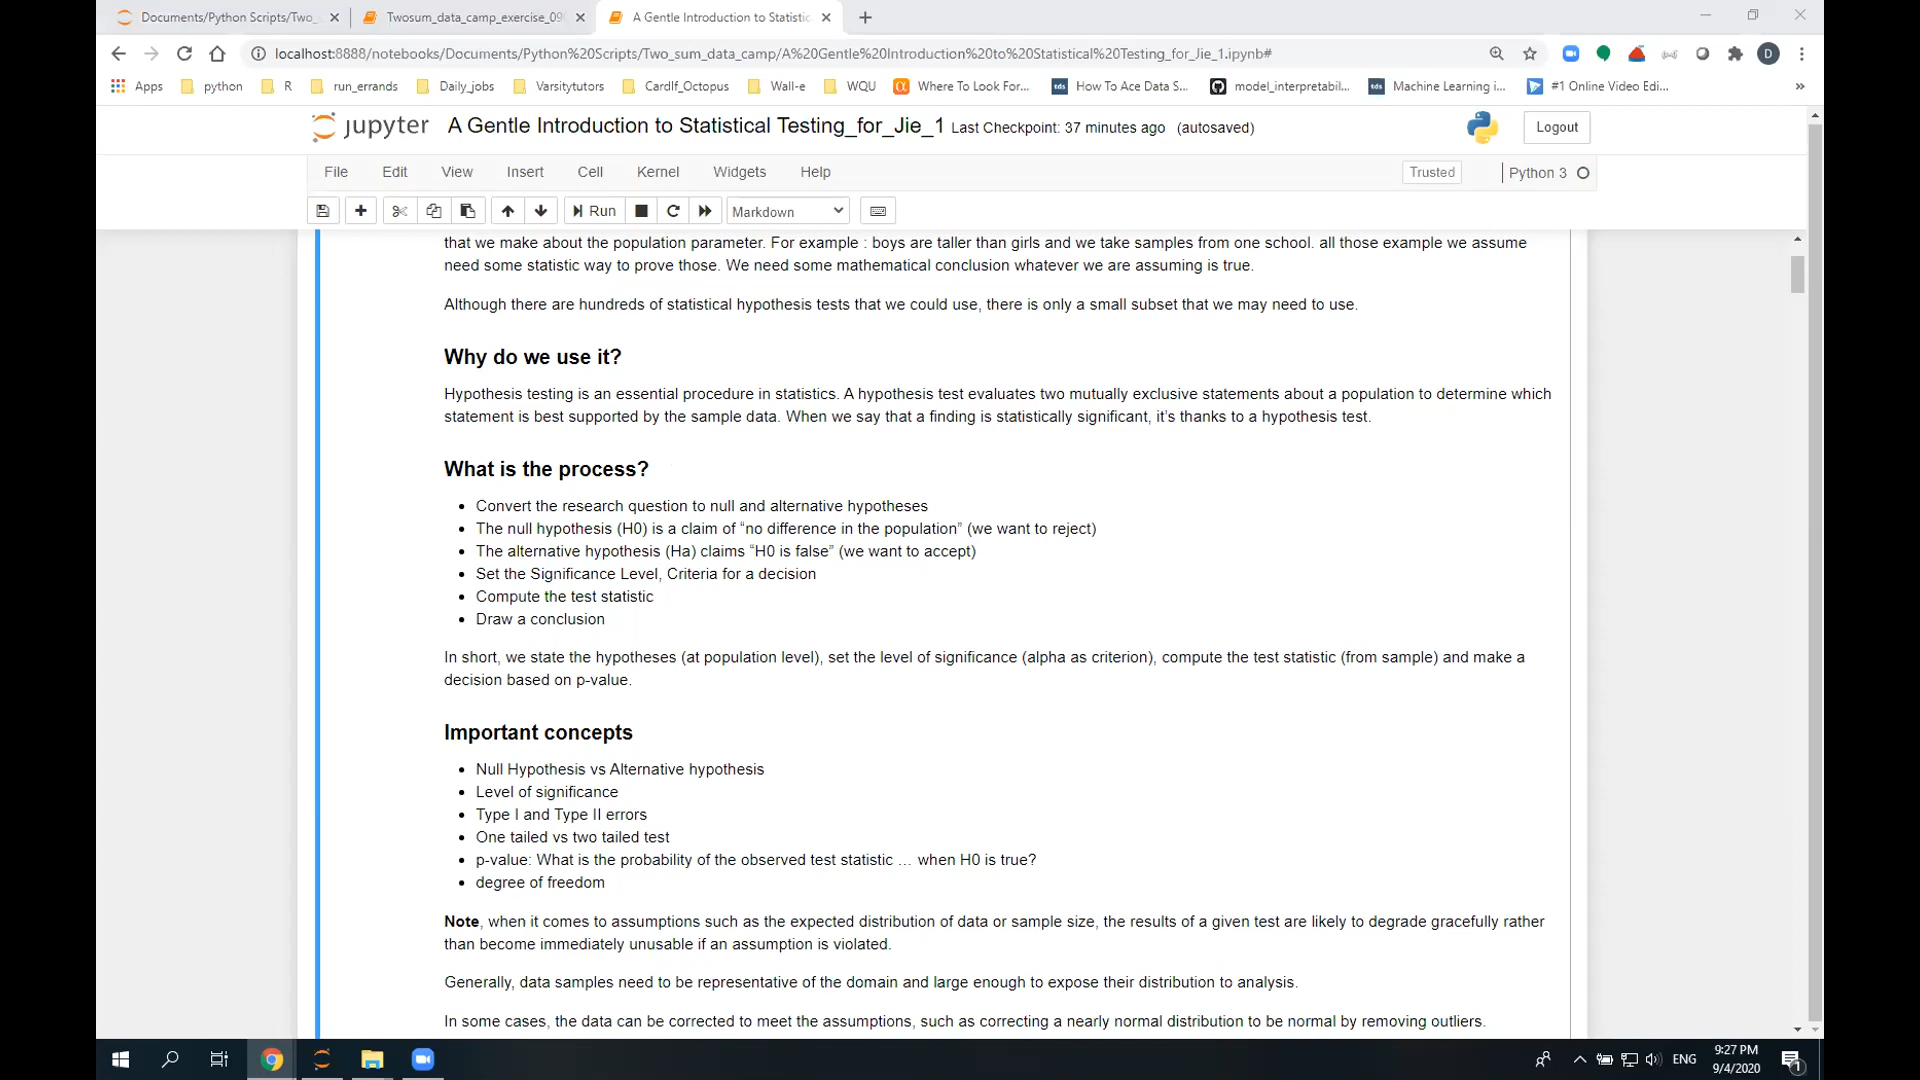 Documents/Python Scripts/Two_
Twosum_data_camp_exercise_09
A Gentle Introduction to Statistic
localhost:8888/notebooks/Documents/Python%20Scripts/Two_sum_data_camp/A%20Gentle%20Introduction%20to%20Statistical%20Testing_for_Jie_1.ipynb#
D
Apps python R run_errands Daily_jobs Varsitytutors Cardlf_Octopus Wall-e WQU Where To Look For... How To Ace Data S... model_interpretabil... Machine Learning i... #1 Online Video Edi... »
jupyter A Gentle Introduction to Statistical Testing_for_Jie_1 Last Checkpoint: 37 minutes ago (autosaved) Logout
File Edit View Insert Cell Kernel Widgets Help Trusted Python 3
Run Markdown
that we make about the population parameter. For example : boys are taller than girls and we take samples from one school. all those example we assume
need some statistic way to prove those. We need some mathematical conclusion whatever we are assuming is true.
Although there are hundreds of statistical hypothesis tests that we could use, there is only a small subset that we may need to use.
Why do we use it?
Hypothesis testing is an essential procedure in statistics. A hypothesis test evaluates two mutually exclusive statements about a population to determine which
statement is best supported by the sample data. When we say that a finding is statistically significant, it's thanks to a hypothesis test.
What is the process?
• Convert the research question to null and alternative hypotheses
• The null hypothesis (H0) is a claim of “no difference in the population” (we want to reject)
• The alternative hypothesis (Ha) claims “H0 is false” (we want to accept)
• Set the Significance Level, Criteria for a decision
• Compute the test statistic
• Draw a conclusion
In short, we state the hypotheses (at population level), set the level of significance (alpha as criterion), compute the test statistic (from sample) and make a
decision based on p-value.
Important concepts
• Null Hypothesis vs Alternative hypothesis
• Level of significance
• Type I and Type II errors
• One tailed vs two tailed test
• p-value: What is the probability of the observed test statistic … when H0 is true?
• degree of freedom
Note, when it comes to assumptions such as the expected distribution of data or sample size, the results of a given test are likely to degrade gracefully rather
than become immediately unusable if an assumption is violated.
Generally, data samples need to be representative of the domain and large enough to expose their distribution to analysis.
In some cases, the data can be corrected to meet the assumptions, such as correcting a nearly normal distribution to be normal by removing outliers.
ENG
9:27 PM
9/4/2020
1